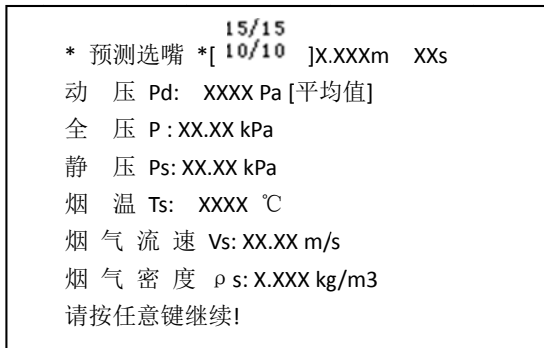 15/15
* 预测选嘴 *[ 10/10 ]X.XXXm XXs
动 压 Pd: XXXX Pa [平均值]
全 压 P : XX.XX kPa
静 压 Ps: XX.XX kPa
烟 温 Ts: XXXX ℃
烟 气 流 速 Vs: XX.XX m/s
烟 气 密 度 ρ s: X.XXX kg/m3
请按任意键继续!